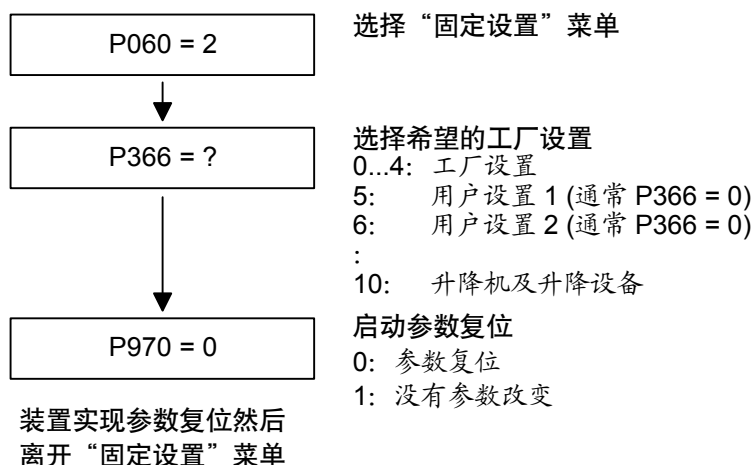 P060 = 2
选择“固定设置”菜单
P366 = ?
选择希望的工厂设置
0...4: 工厂设置
5: 用户设置 1 (通常 P366 = 0)
6: 用户设置 2 (通常 P366 = 0)
:
10: 升降机及升降设备
P970 = 0
启动参数复位
0: 参数复位
1: 没有参数改变
装置实现参数复位然后
离开“固定设置”菜单